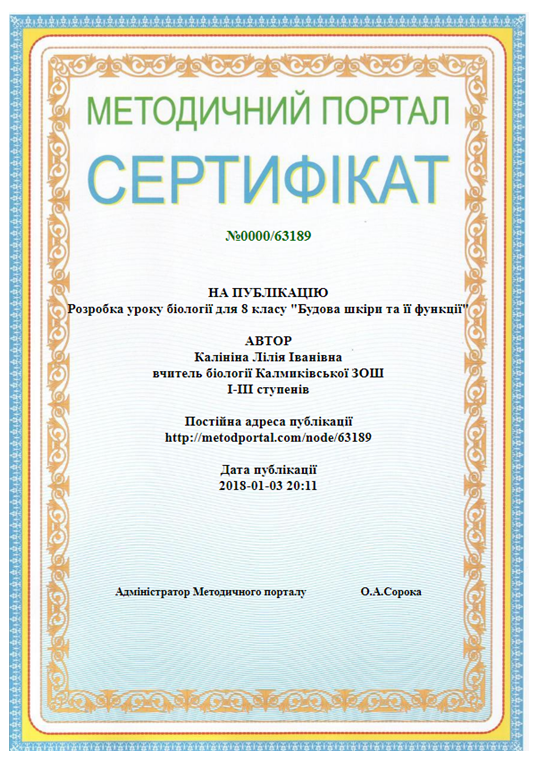 МЕТОДИЧНИЙ ПОРТАЛ
СЕРТИФІКАТ
№0000/63189
НА ПУБЛІКАЦІЮ
Розробка уроку біології для 8 класу "Будова шкіри та її функції"
АВТОР
Калініна Лілія Іванівна
вчитель біології Калмиківської ЗОШ
І-ІІІ ступенів
Постійна адреса публікації
http://metodportal.com/node/63189
Дата публікації
2018-01-03 20:11
Адміністратор Методичного порталу О.А.Сорока